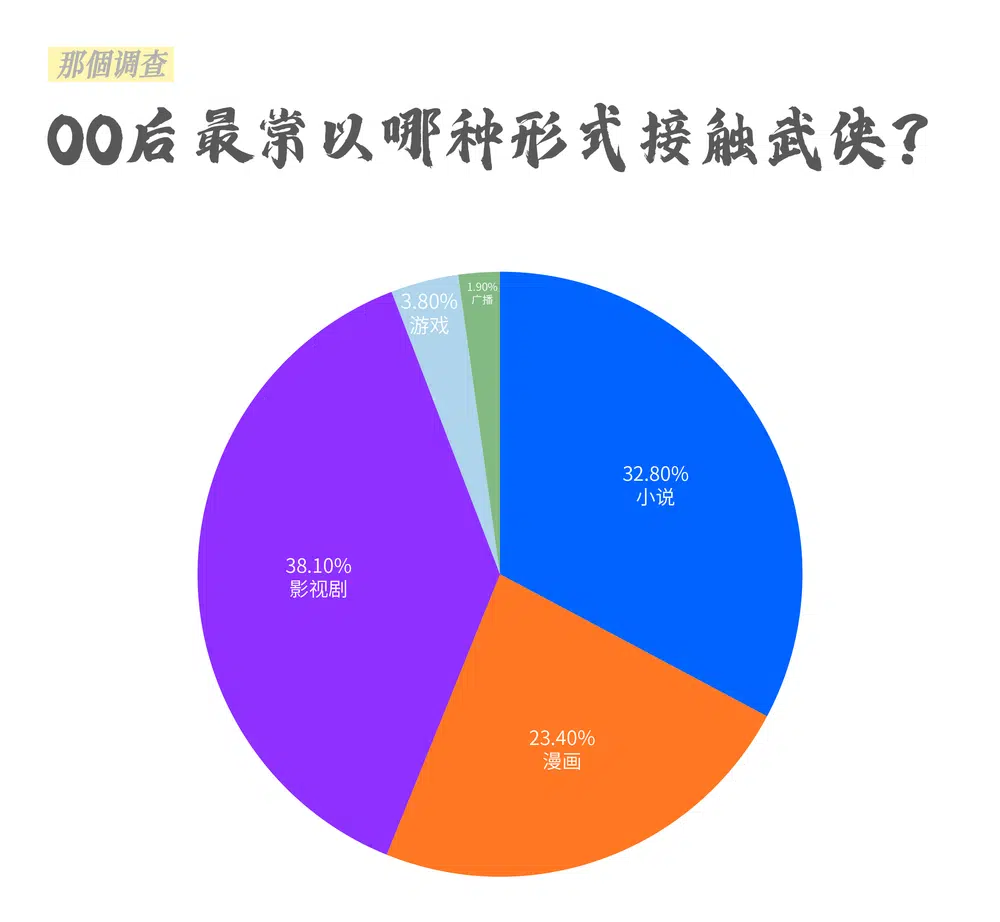 那個调查
00后最常以哪种形式接触武侠?
1.90%
广播
3.80%
游戏
32.80%
小说
38.10%
影视剧
23.40%
漫画